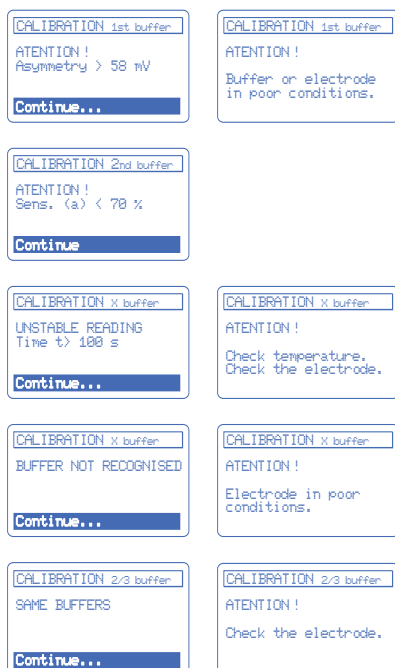 CALIBRATION 1st buffer
ATENTION !
Asymmetry > 58 mV
Continue...
CALIBRATION 1st buffer
ATENTION !
Buffer or electrode
in poor conditions.
CALIBRATION 2nd buffer
ATENTION !
Sens. (a) < 70 %
Continue
CALIBRATION X buffer
UNSTABLE READING
Time t> 100 s
Continue...
CALIBRATION X buffer
ATENTION !
Check temperature.
Check the electrode.
CALIBRATION X buffer
BUFFER NOT RECOGNISED
Continue...
CALIBRATION X buffer
ATENTION !
Electrode in poor
conditions.
CALIBRATION 2/3 buffer
SAME BUFFERS
Continue...
CALIBRATION 2/3 buffer
ATENTION !
Check the electrode.